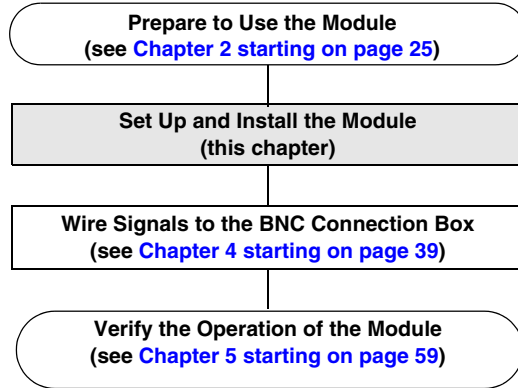 Prepare to Use the Module
(see Chapter 2 starting on page 25)
Set Up and Install the Module
(this chapter)
Wire Signals to the BNC Connection Box
(see Chapter 4 starting on page 39)
Verify the Operation of the Module
(see Chapter 5 starting on page 59)